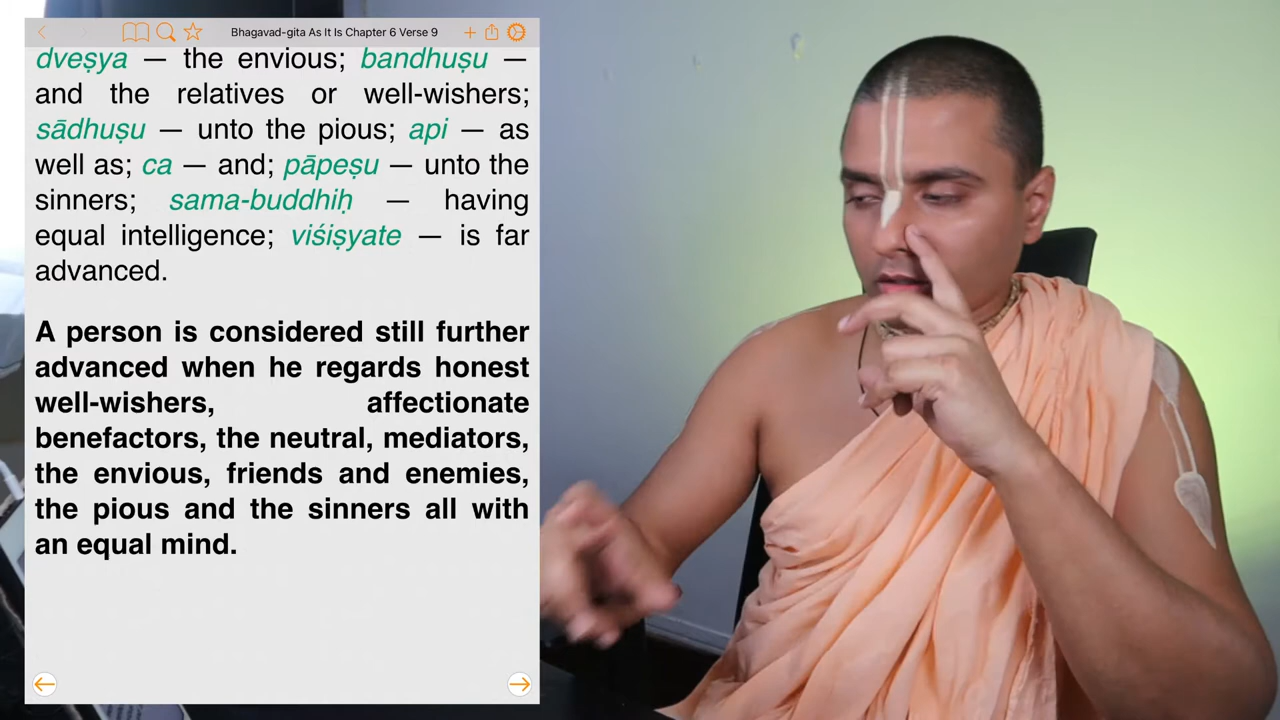 Bhagavad-gita As It Is Chapter 6 Verse 9
dveṣya — the envious; bandhuṣu —
and the relatives or well-wishers;
sādhuṣu — unto the pious; api — as
well as; ca — and; pāpeṣu — unto the
sinners; sama-buddhiḥ — having
equal intelligence; viśiṣyate — is far
advanced.
A person is considered still further
advanced when he regards honest
well-wishers, affectionate
benefactors, the neutral, mediators,
the envious, friends and enemies,
the pious and the sinners all with
an equal mind.